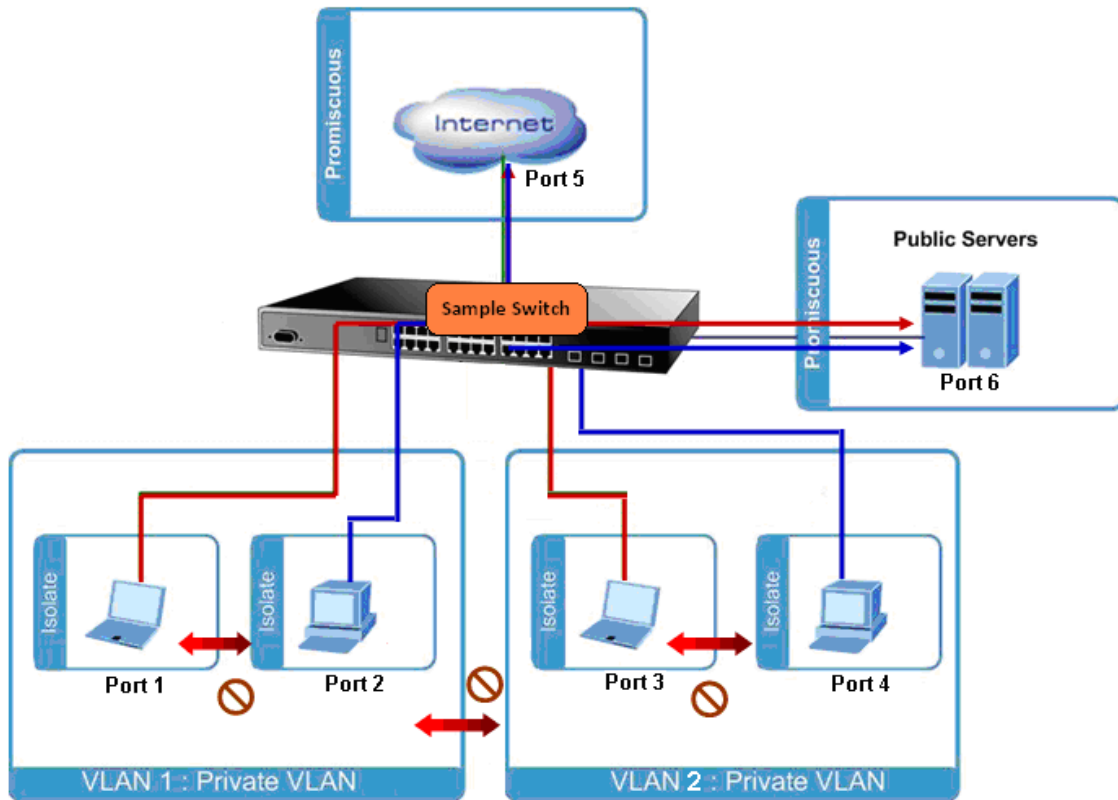 Promiscuous
Internet
Port 5
Promiscuous
Public Servers
Port 6
Sample Switch
Isolate
Port 1
Isolate
Port 2
Isolate
Port 3
Isolate
Port 4
VLAN 1 : Private VLAN
VLAN 2 : Private VLAN